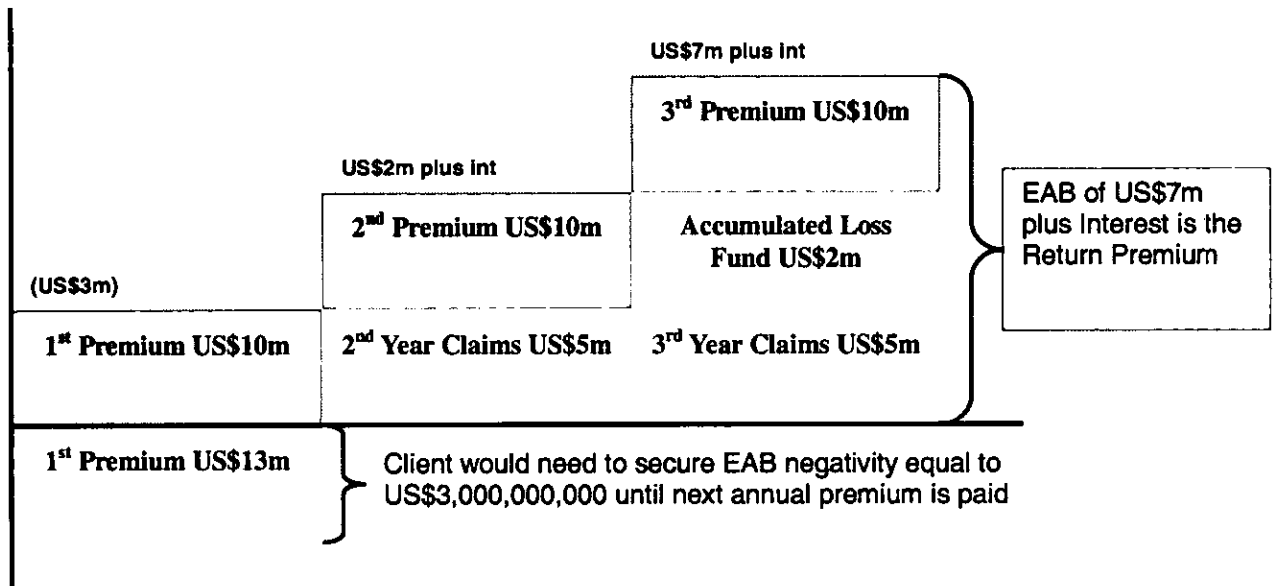 US$7m plus int
3rd Premium US$10m
US$2m plus int
2nd Premium US$10m
Accumulated Loss
Fund US$2m
EAB of US$7m
plus Interest is the
Return Premium
(US$3m)
1st Premium US$10m
2nd Year Claims US$5m
3rd Year Claims US$5m
1st Premium US$13m
Client would need to secure EAB negativity equal to
US$3,000,000,000 until next annual premium is paid